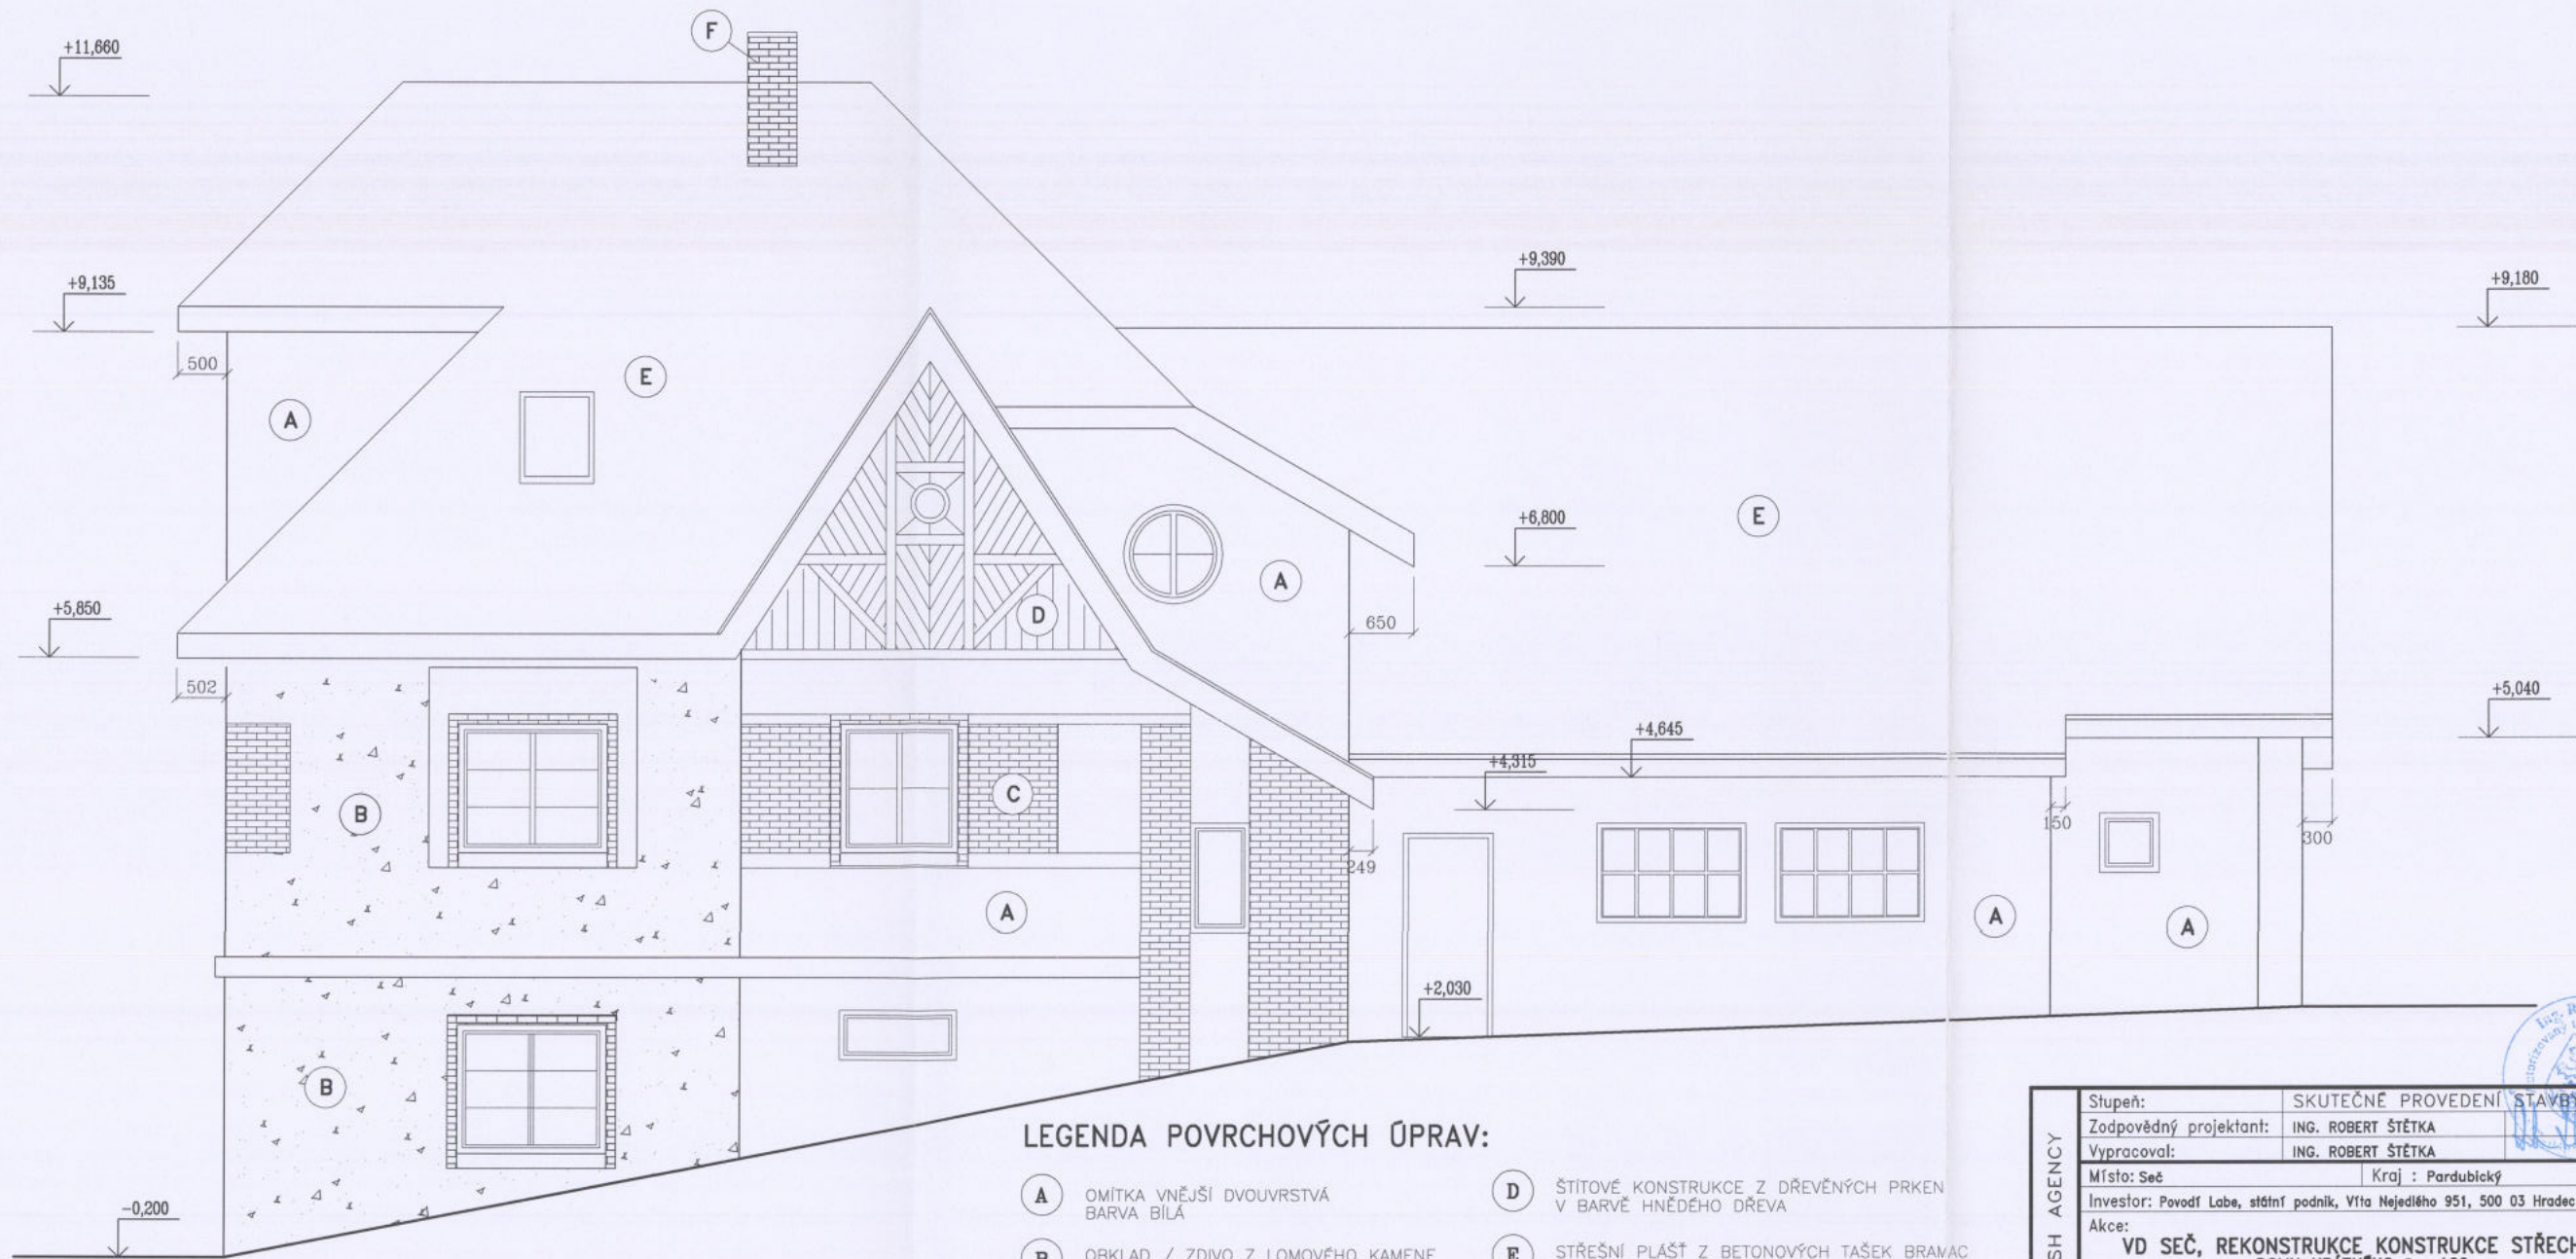 F
+11,660
+9,390
+9,180
+9,135
500
E
A
E
+6,800
A
+5,850
D
650
502
+5,040
+4,645
+4,315
C
B
150
300
249
A
A
A
+2,030
B
-0,200
LEGENDA POVRCHOVÝCH ÚPRAV:
A OMÍTKA VNĚJŠÍ DVOUVRSTVÁ
BARVA BÍLÁ
B OBKLAD / ZDIVO Z LOMOVÉHO KAMENE
D ŠTÍTOVÉ KONSTRUKCE Z DŘEVĚNÝCH PRKEN
V BARVĚ HNĚDÉHO DŘEVA
E STŘEŠNÍ PLÁŠŤ Z BETONOVÝCH TAŠEK BRAMAC
SH AGENCY
Stupeň: SKUTEČNÉ PROVEDENÍ STAVBY
Zodpovědný projektant: ING. ROBERT ŠTĚTKA
Vypracoval: ING. ROBERT ŠTĚTKA
Místo: Seč Kraj : Pardubický
Investor: Povodí Labe, státní podnik, Víta Nejedlého 951, 500 03 Hradec
Akce:
VD SEČ, REKONSTRUKCE KONSTRUKCE STŘECH